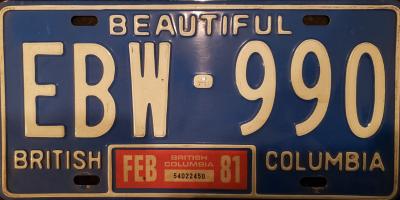 BEAUTIFUL
EBW-990
BRITISH COLUMBIA
FEB BRITISH COLUMBIA 81
54022450